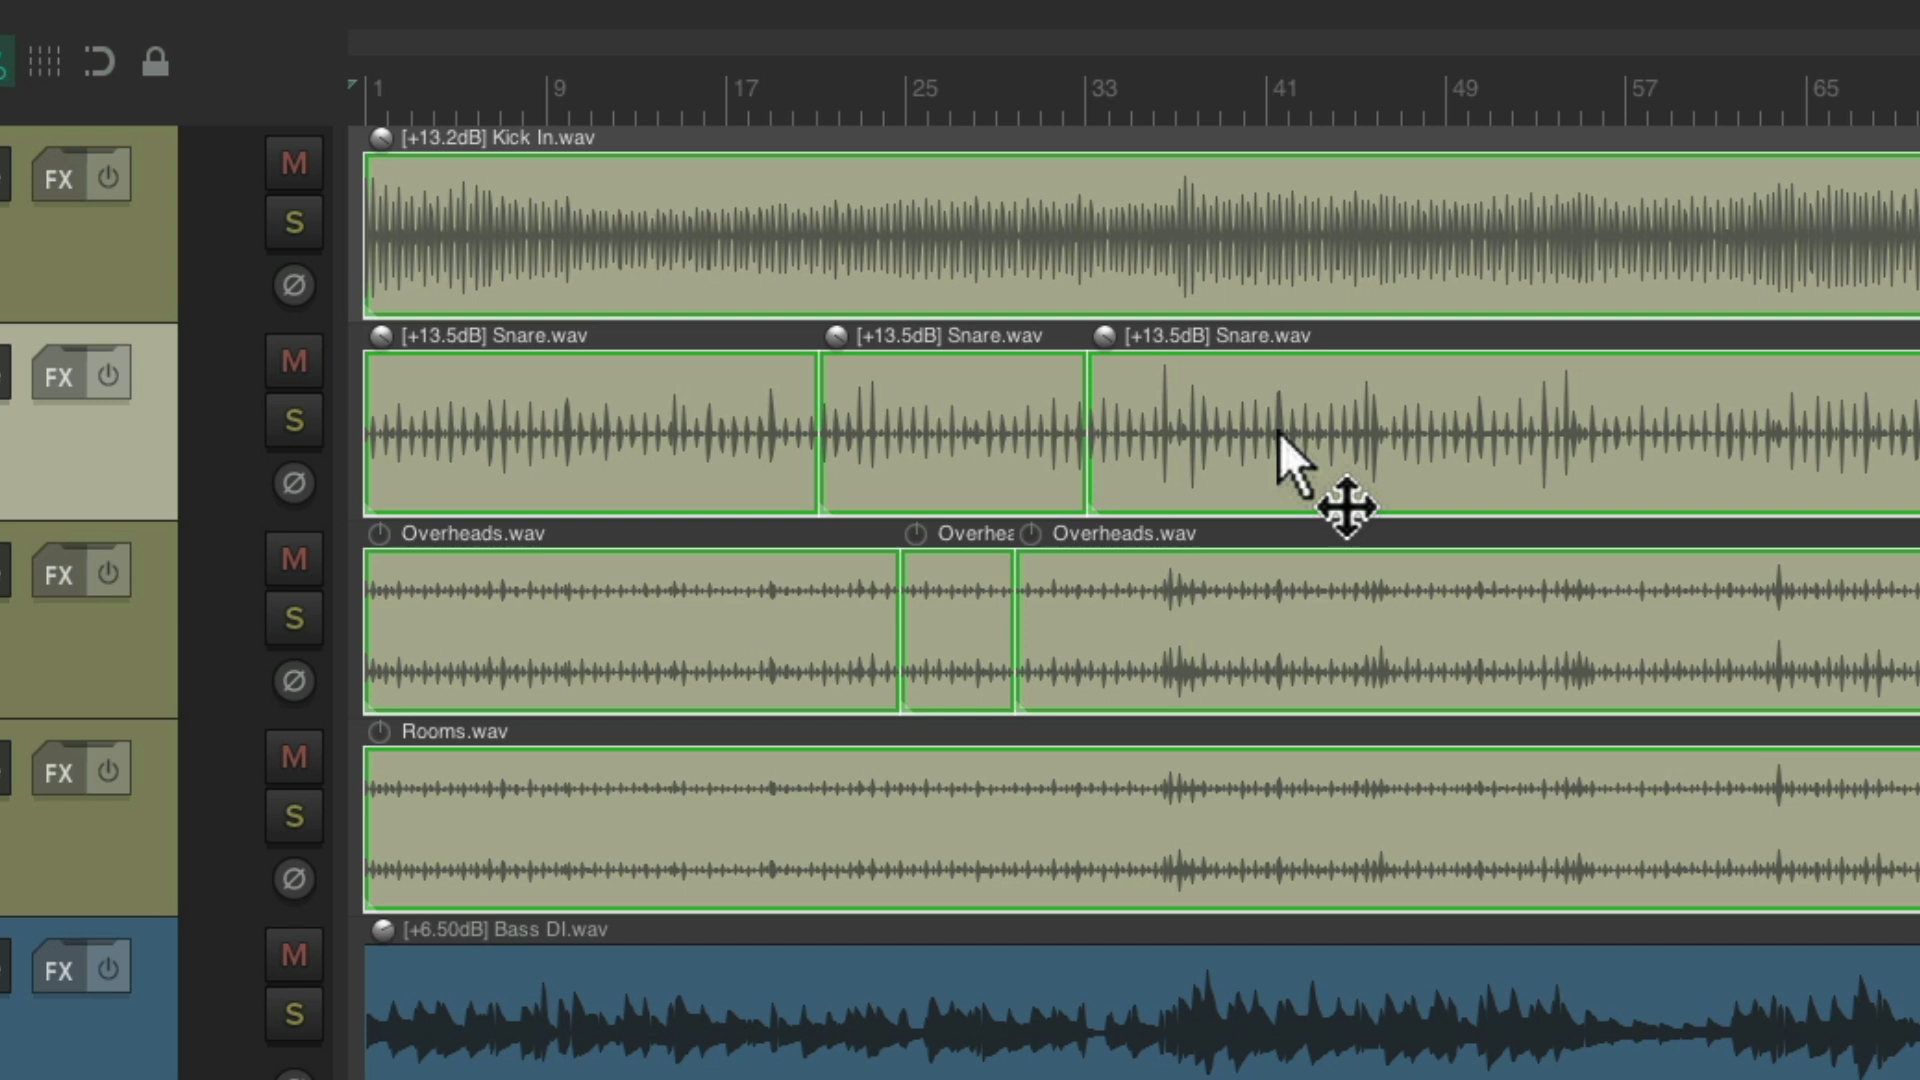 1 9 17 25 33 41 49 57 65
[+13.2dB] Kick In.wav
FX M
S
Ø
[+13.5dB] Snare.wav [+13.5dB] Snare.wav [+13.5dB] Snare.wav
FX M
S
Ø
Overheads.wav Overhea Overheads.wav
FX M
S
Ø
Rooms.wav
FX M
S
Ø
[+6.50dB] Bass DI.wav
FX M
S